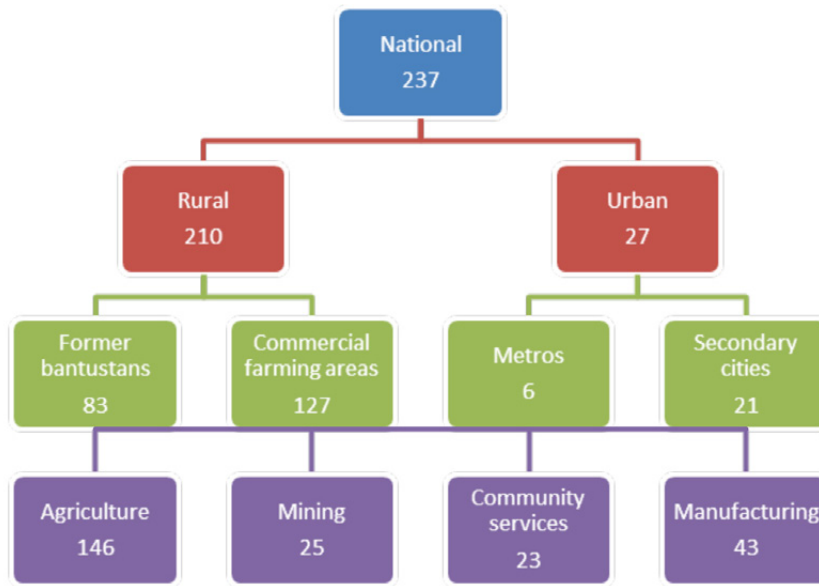 National
237
Rural
210
Urban
27
Former
bantustans
83
Commercial
farming areas
127
Metros
6
Secondary
cities
21
Agriculture
146
Mining
25
Community
services
23
Manufacturing
43